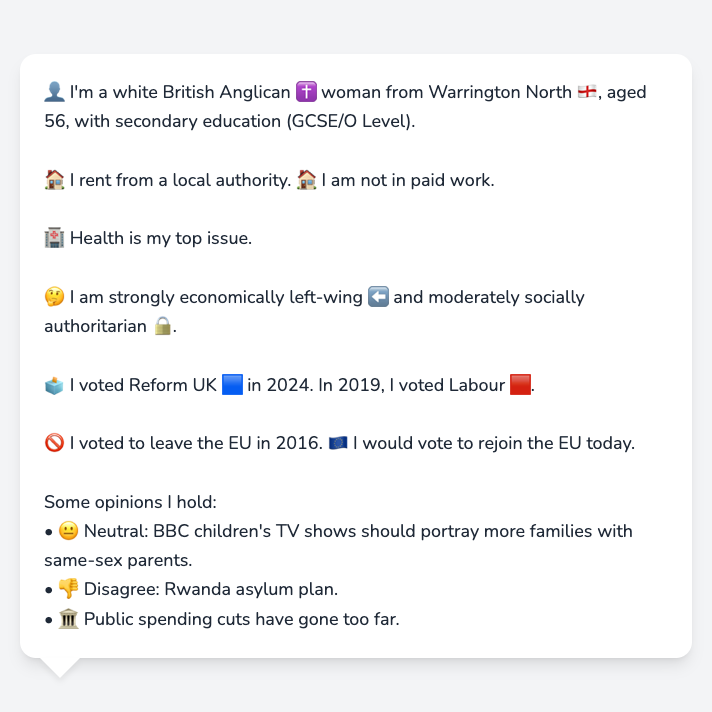 👤 I'm a white British Anglican ✝️ woman from Warrington North 🏴󠁧󠁢󠁥󠁮󠁧󠁿, aged
56, with secondary education (GCSE/O Level).
🏠 I rent from a local authority. 🏠 I am not in paid work.
🏥 Health is my top issue.
🤔 I am strongly economically left-wing ⬅️ and moderately socially
authoritarian 🔒.
🗳️ I voted Reform UK 🟦 in 2024. In 2019, I voted Labour 🟥.
🚫 I voted to leave the EU in 2016. 🇪🇺 I would vote to rejoin the EU today.
Some opinions I hold:
• 😐 Neutral: BBC children's TV shows should portray more families with
same-sex parents.
• 👎 Disagree: Rwanda asylum plan.
• 🏛️ Public spending cuts have gone too far.